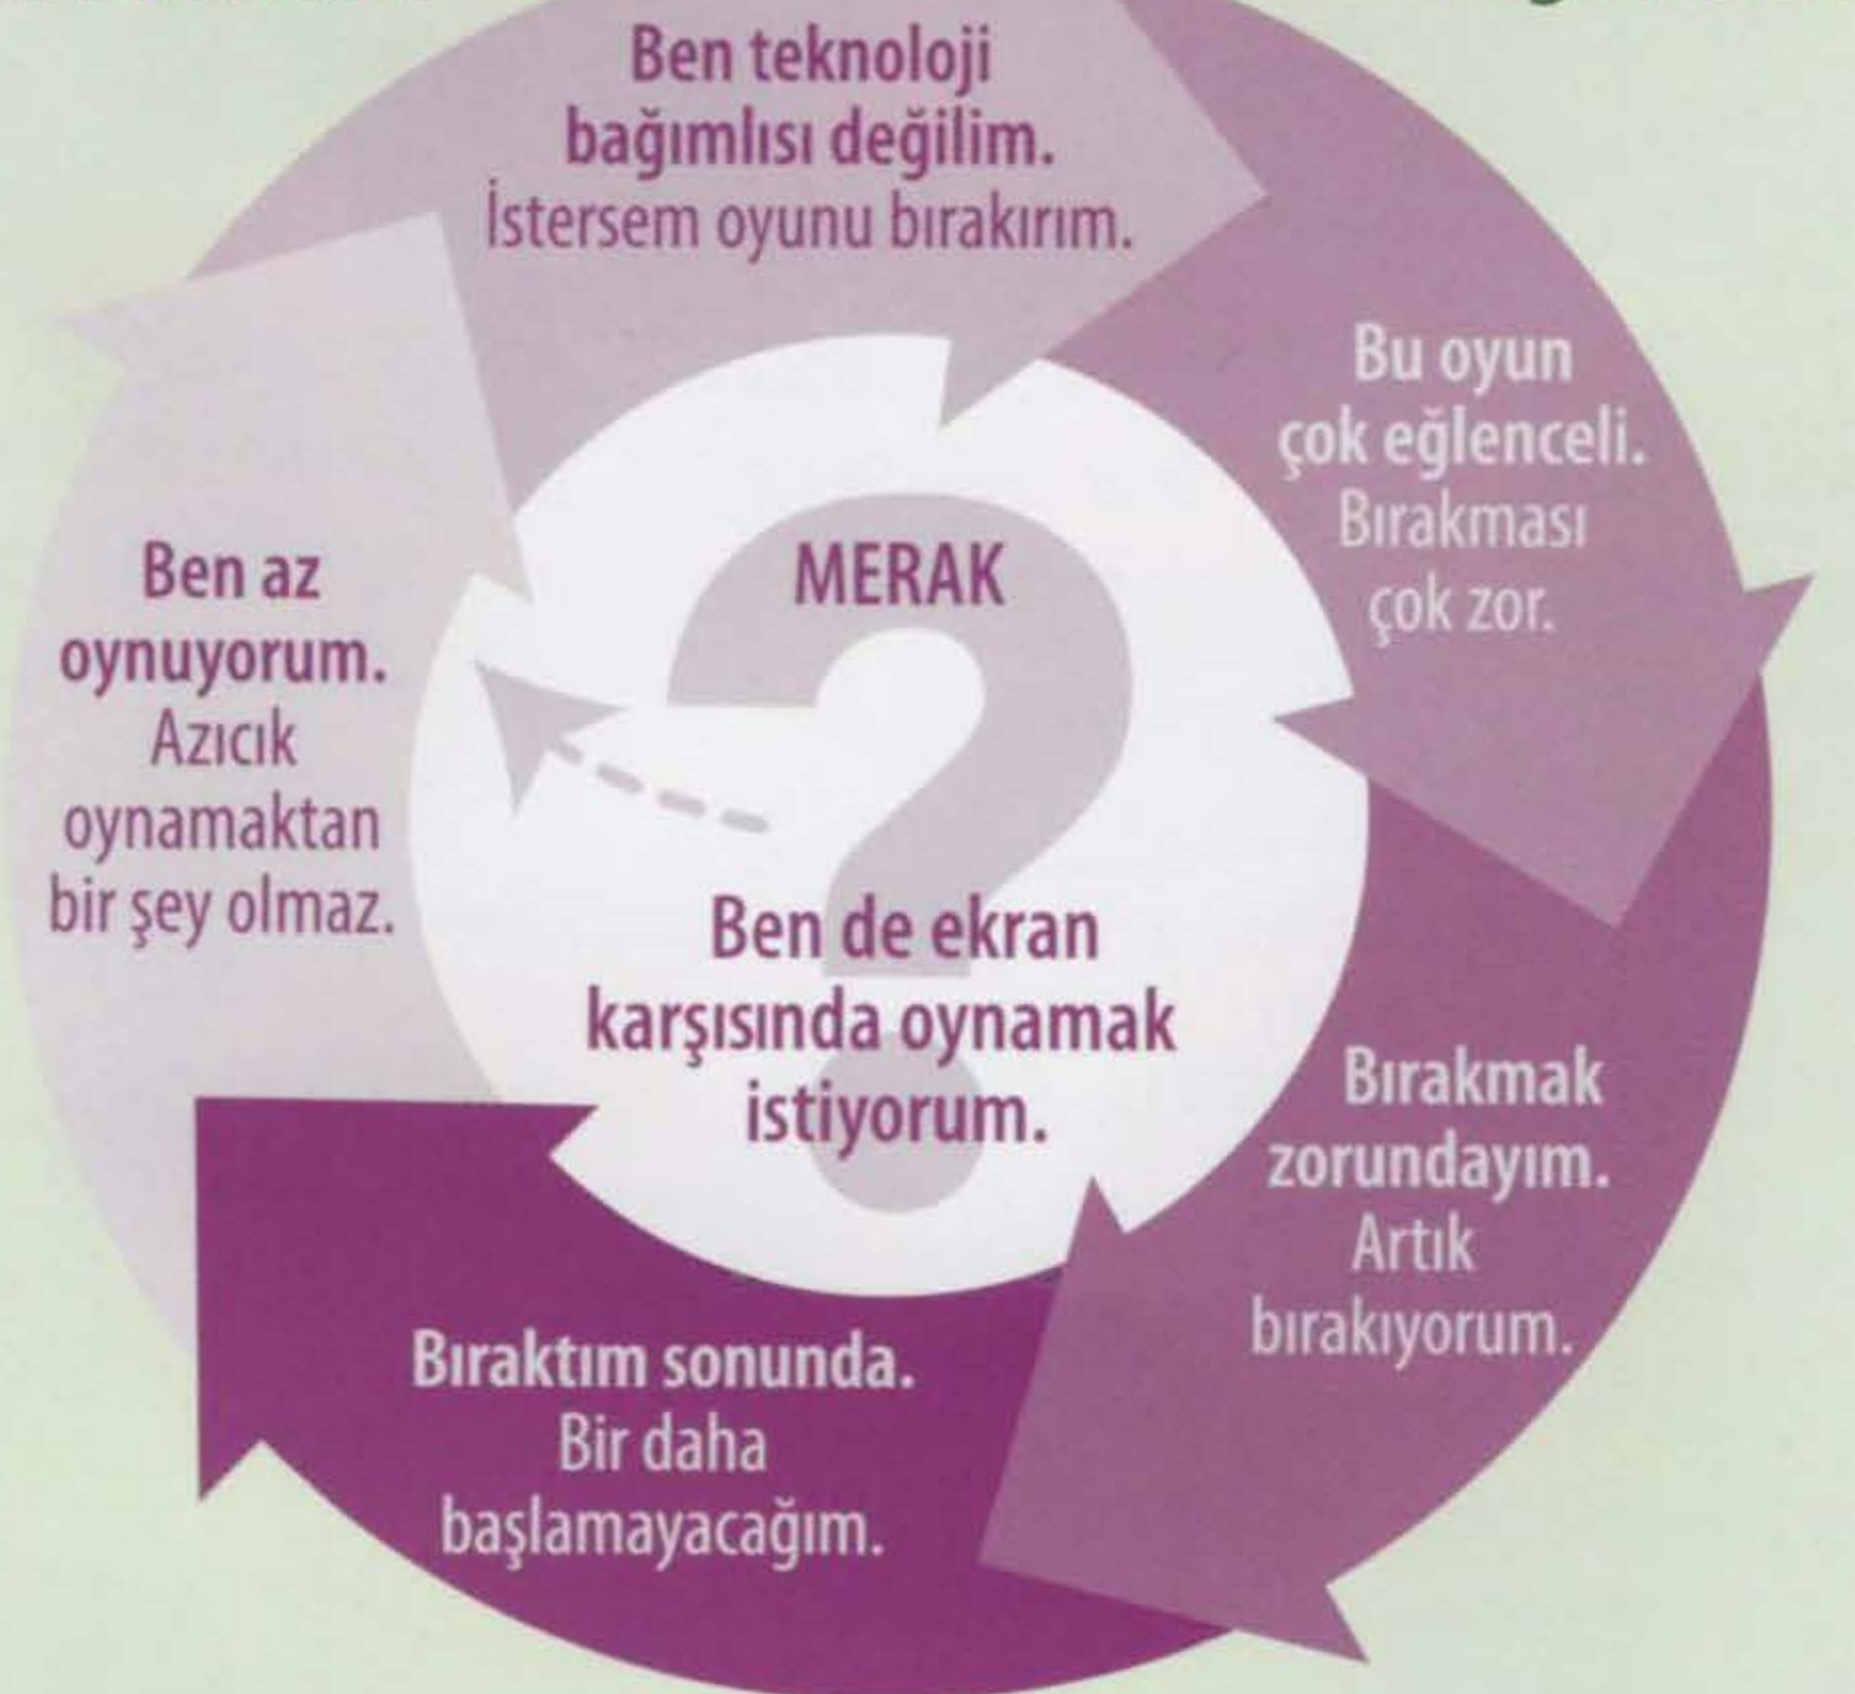 Ben teknoloji
bağımlısı değilim.
İstersem oyunu bırakırım.
Bu oyun
çok eğlenceli.
Bırakması
çok zor.
Bırakmak
zorundayım.
Artık
bırakıyorum.
Bıraktım sonunda.
Bir daha
başlamayacağım.
Ben az
oynuyorum.
Azıcık
oynamaktan
bir şey olmaz.
MERAK
Ben de ekran
karşısında oynamak
istiyorum.